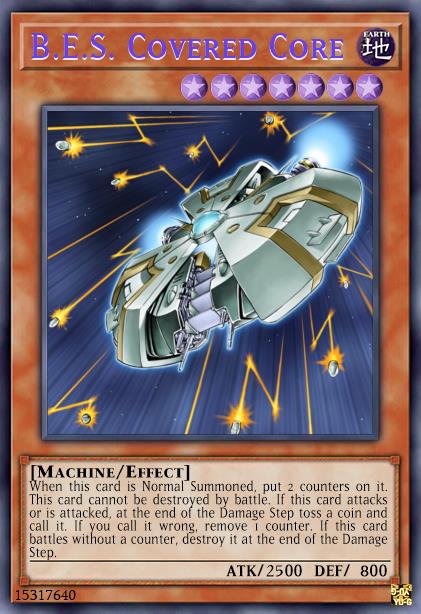 B.E.S. COVERED CORE
EARTH
地
[MACHINE/EFFECT]
When this card is Normal Summoned, put 2 counters on it.
This card cannot be destroyed by battle. If this card attacks
or is attacked, at the end of the Damage Step toss a coin and
call it. If you call it wrong, remove 1 counter. If this card
battles without a counter, destroy it at the end of the Damage
Step.
ATK/2500 DEF/ 800
15317640